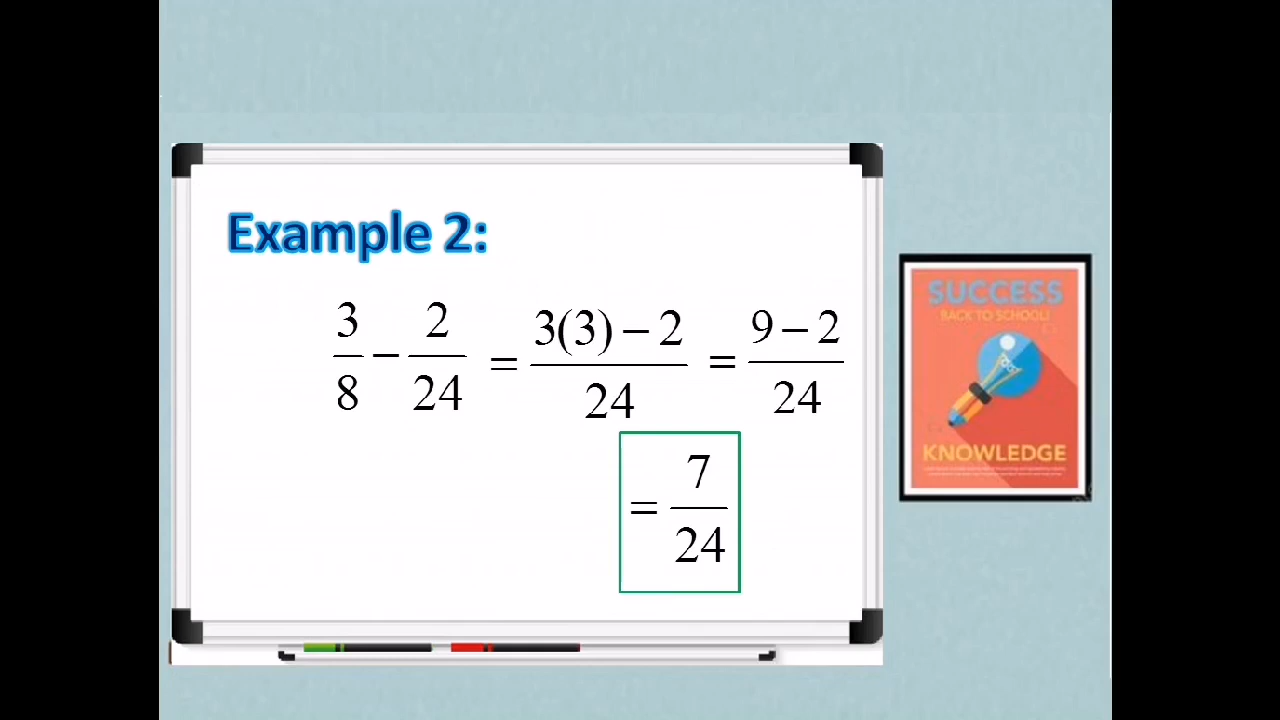 Example 2:
3/8 − 2/24 = 3(3) − 2/24 = 9 − 2/24
= 7/24
SUCCESS
BACK TO SCHOOL!
KNOWLEDGE